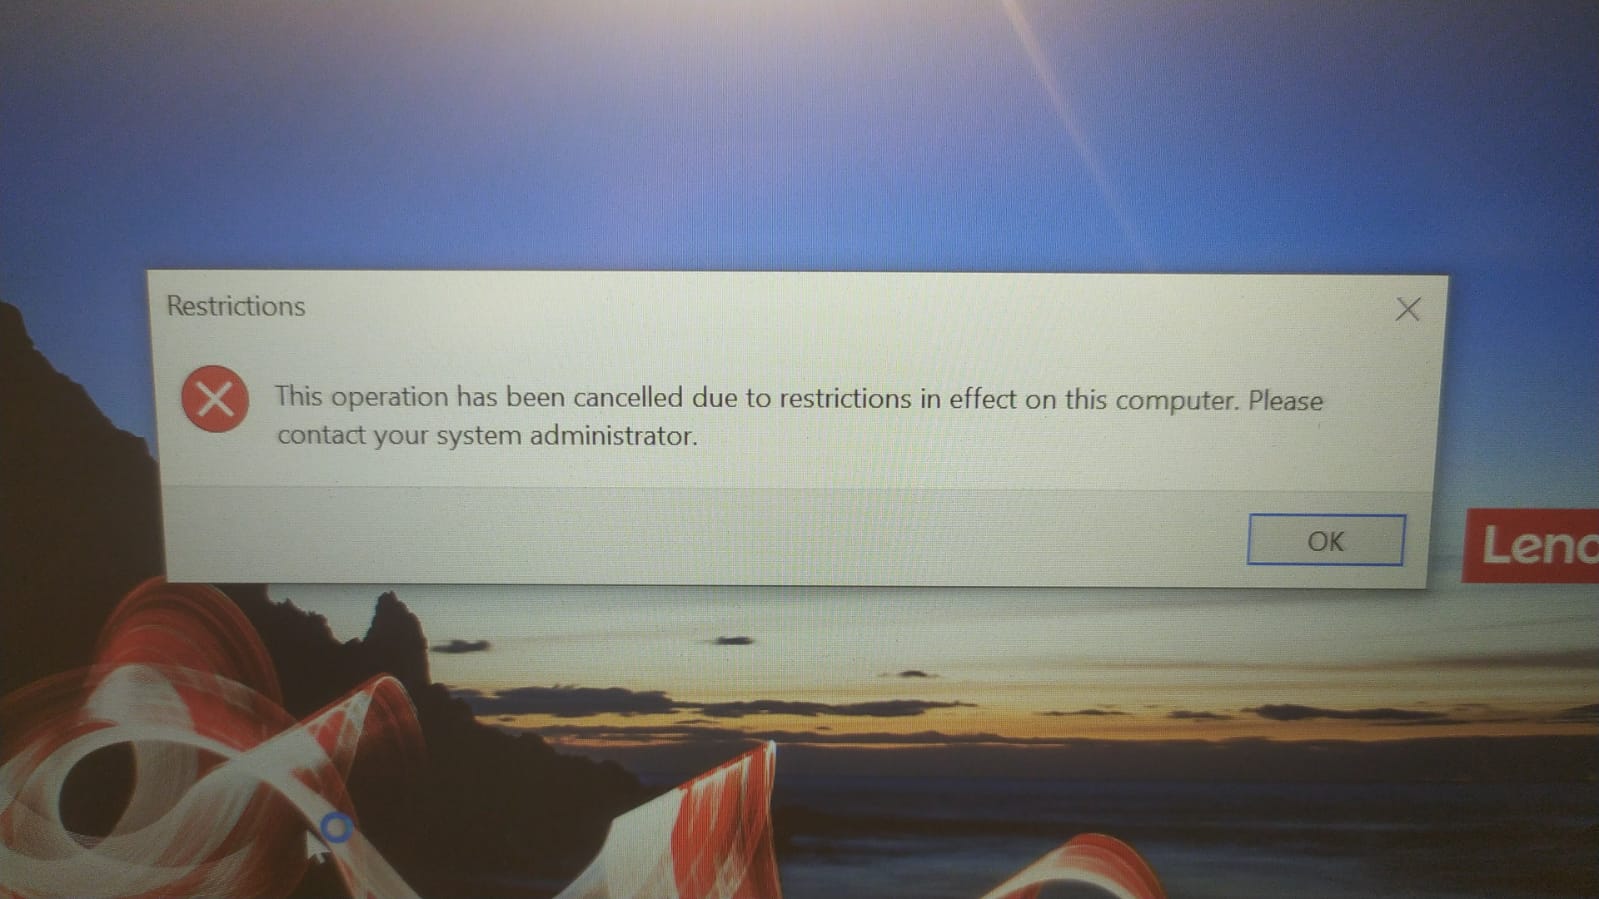 Restrictions
This operation has been cancelled due to restrictions in effect on this computer. Please
contact your system administrator.
OK
Leno